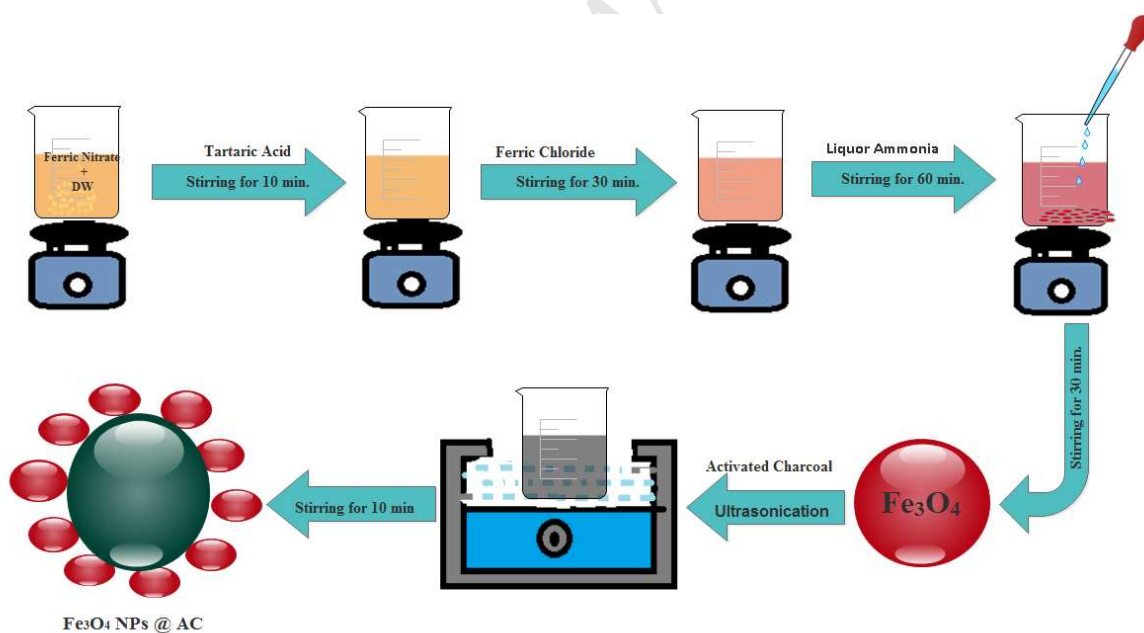 Ferric Nitrate
+
DW
Tartaric Acid
Stirring for 10 min.
Ferric Chloride
Stirring for 30 min.
Liquor Ammonia
Stirring for 60 min.
Stirring for 30 min.
Fe₃O₄
Activated Charcoal
Ultrasonication
Stirring for 10 min
Fe₃O₄ NPs @ AC